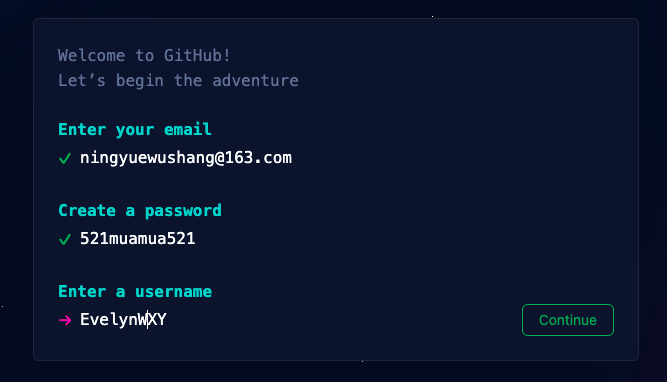 Welcome to GitHub!
Let’s begin the adventure
Enter your email
ningyuewushang@163.com
Create a password
521muamua521
Enter a username
EvelynWXY
Continue